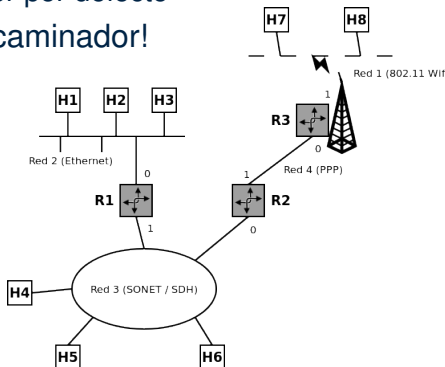 er por defecto
caminador!
H7 H8
Red 1 (802.11 Wif
H1 H2 H3
1
R3
0
Red 2 (Ethernet)
Red 4 (PPP)
0
1
R1
R2
1
0
H4
Red 3 (SONET / SDH)
H5
H6